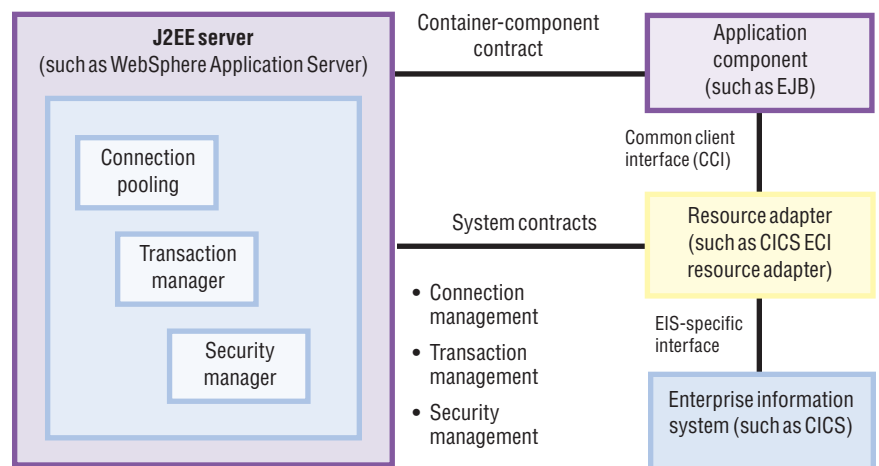 J2EE server
(such as WebSphere Application Server)
Connection
pooling
Transaction
manager
Security
manager
Container-component
contract
System contracts
• Connection
management
• Transaction
management
• Security
management
Application
component
(such as EJB)
Common client
interface (CCI)
Resource adapter
(such as CICS ECI
resource adapter)
EIS-specific
interface
Enterprise information
system (such as CICS)